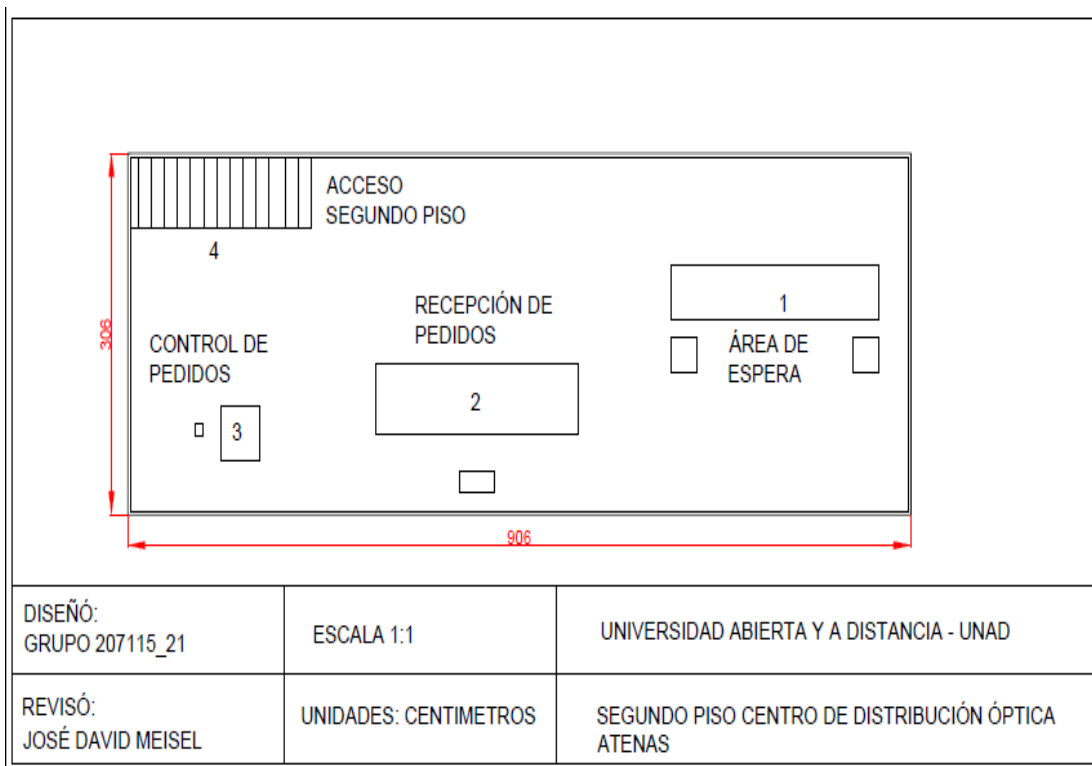 ACCESO
SEGUNDO PISO
4
1
RECEPCIÓN DE
PEDIDOS
306
CONTROL DE
PEDIDOS
ÁREA DE
ESPERA
2
3
906
DISEÑÓ:
GRUPO 207115_21
ESCALA 1:1
UNIVERSIDAD ABIERTA Y A DISTANCIA - UNAD
REVISÓ:
JOSÉ DAVID MEISEL
UNIDADES: CENTIMETROS
SEGUNDO PISO CENTRO DE DISTRIBUCIÓN ÓPTICA
ATENAS